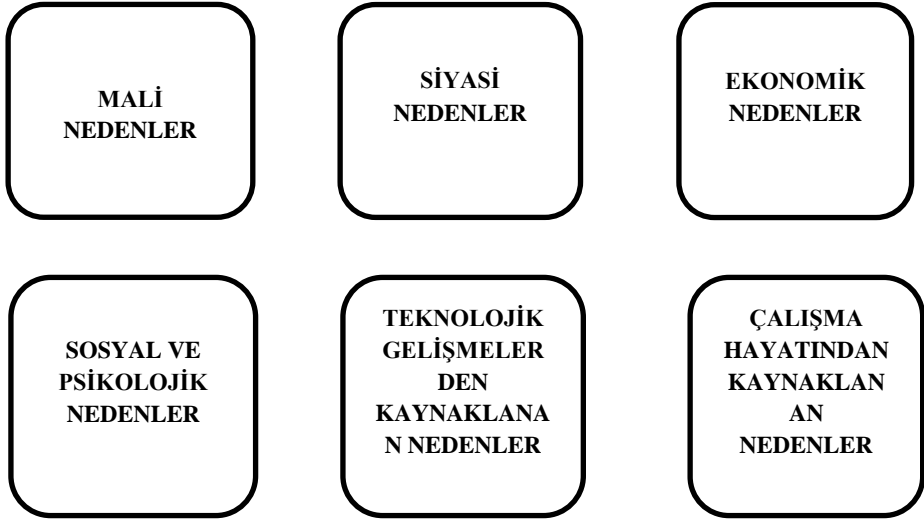 MALİ
NEDENLER
SİYASİ
NEDENLER
EKONOMİK
NEDENLER
SOSYAL VE
PSİKOLOJİK
NEDENLER
TEKNOLOJİK
GELİŞMELER
DEN
KAYNAKLANA
N NEDENLER
ÇALIŞMA
HAYATINDAN
KAYNAKLAN
AN
NEDENLER